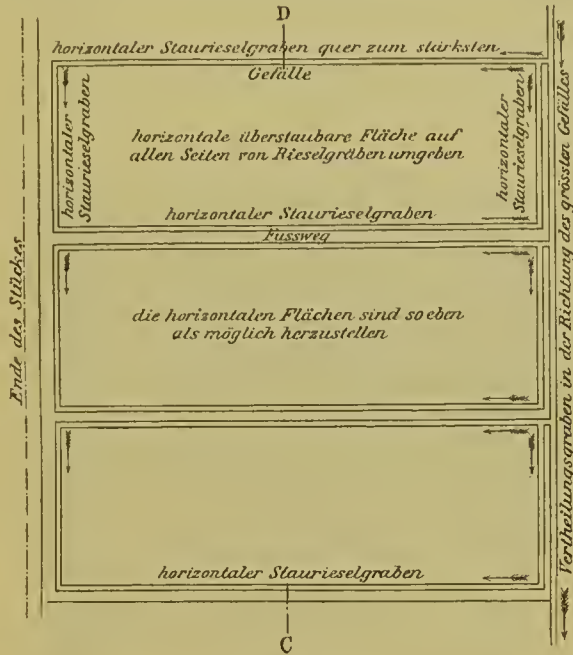 D
horizontaler Staurieselgraben quer zum stärksten
Gefälle
horizontaler
Staurieselgraben
horizontale überstaubare Fläche auf
allen Seiten von Rieselgräben umgeben
horizontaler
Staurieselgraben
horizontaler Staurieselgraben
Fussweg
Ende des Stückes
die horizontalen Flächen sind so eben
als möglich herzustellen
Vertheilungsgraben in der Richtung des grössten Gefälles
horizontaler Staurieselgraben
C